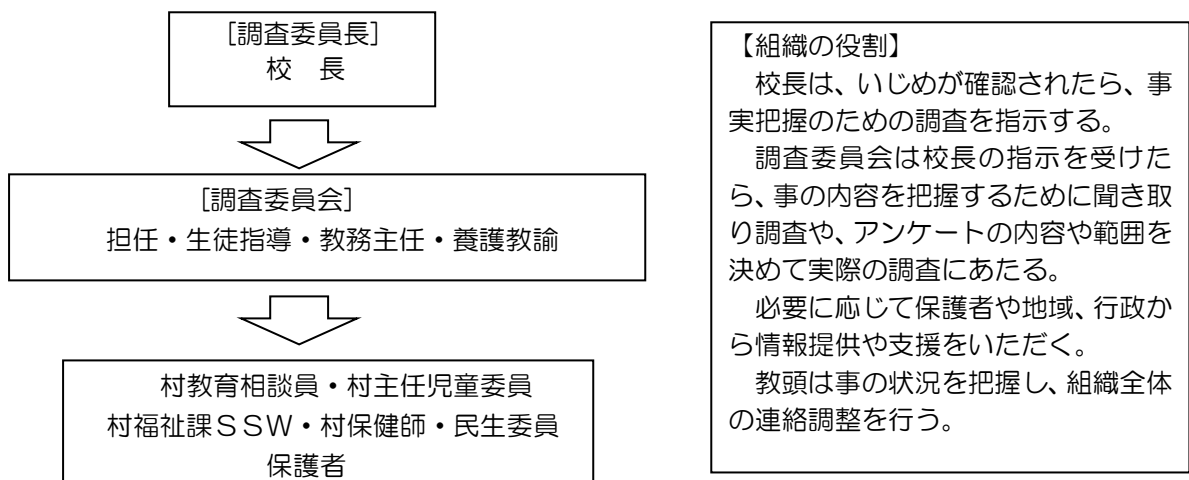 [調査委員長]
校　長
[調査委員会]
担任・生徒指導・教務主任・養護教諭
村教育相談員・村主任児童委員
村福祉課ＳＳＷ・村保健師・民生委員
保護者
【組織の役割】
校長は、いじめが確認されたら、事
実把握のための調査を指示する。
調査委員会は校長の指示を受けた
ら、事の内容を把握するために聞き取
り調査や、アンケートの内容や範囲を
決めて実際の調査にあたる。
必要に応じて保護者や地域、行政か
ら情報提供や支援をいただく。
教頭は事の状況を把握し、組織全体
の連絡調整を行う。